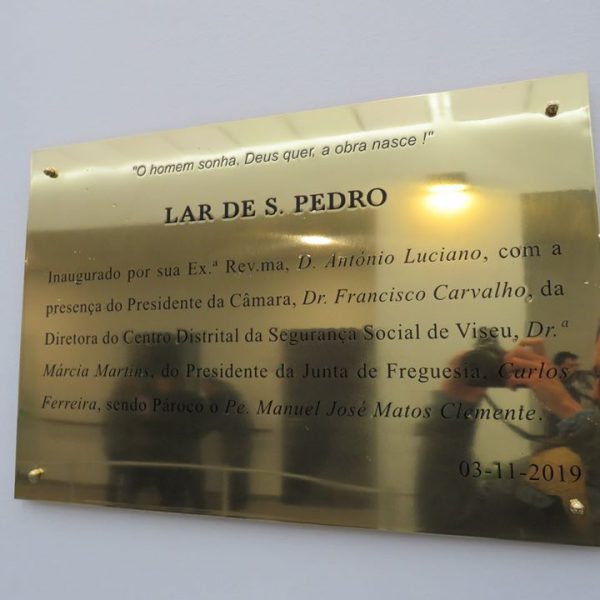 "O homem sonha, Deus quer, a obra nasce !"
LAR DE S. PEDRO
Inaugurado por sua Ex.ª Rev.ma, D. António Luciano, com a
presença do Presidente da Câmara, Dr. Francisco Carvalho, da
Diretora do Centro Distrital da Segurança Social de Viseu, Dr.ª
Márcia Martins, do Presidente da Junta de Freguesia, Carlos
Ferreira, sendo Pároco o Pe. Manuel José Matos Clemente.
03-11-2019